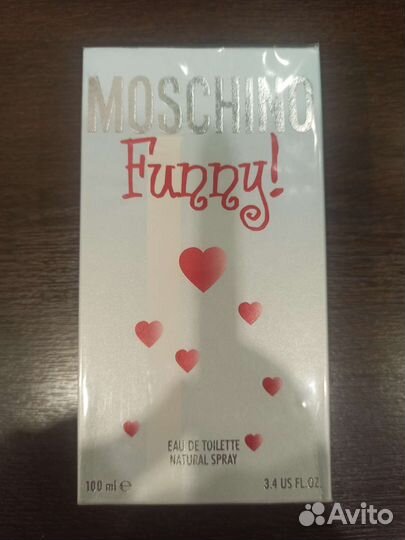 MOSCHINO
Funny!
EAU DE TOILETTE
NATURAL SPRAY
100 ml e 3.4 US FL.OZ.
Avito